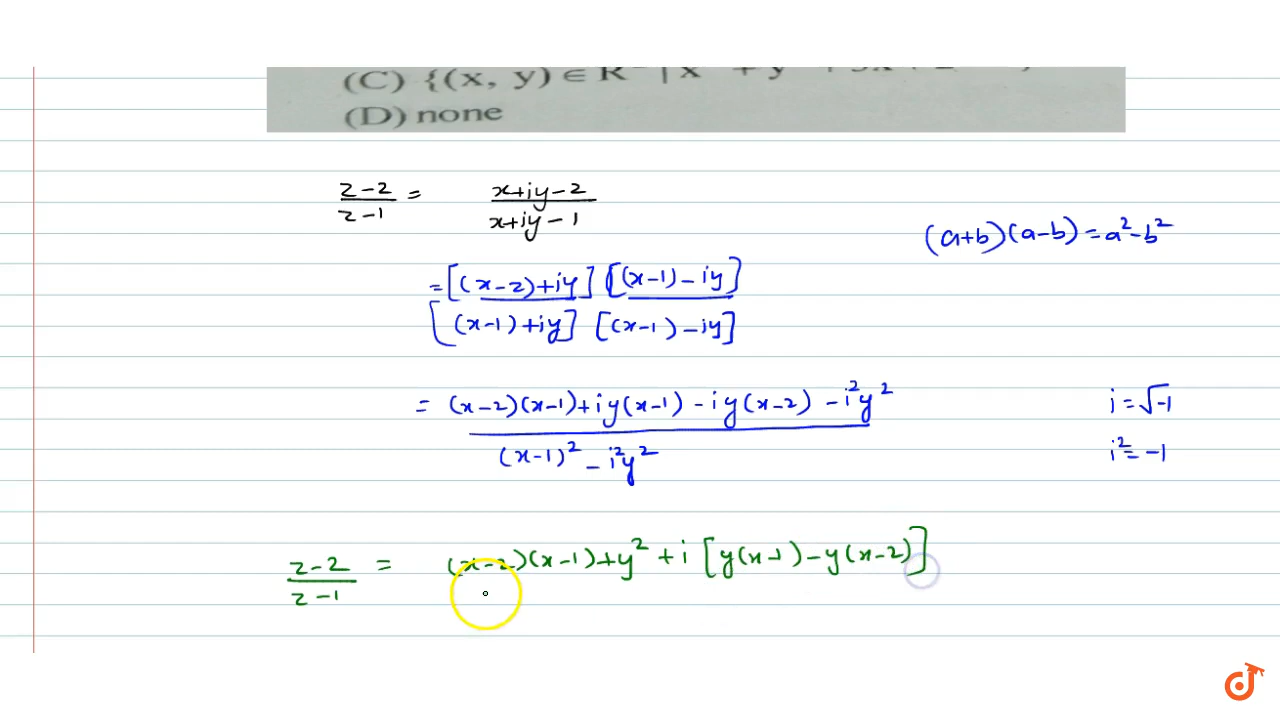 (C) {(x, y) ∈ R | x + y
(D) none
z-2/z-1 = x+iy-2/x+iy-1
(a+b)(a-b) = a²-b²
= [(x-2)+iy] [(x-1)-iy]/[(x-1)+iy] [(x-1)-iy]
= (x-2)(x-1)+iy(x-1)-iy(x-2)-i²y²/(x-1)²-i²y²
i = √-1
i² = -1
z-2/z-1 = (x-2)(x-1)+y²+i[y(x-1)-y(x-2)]